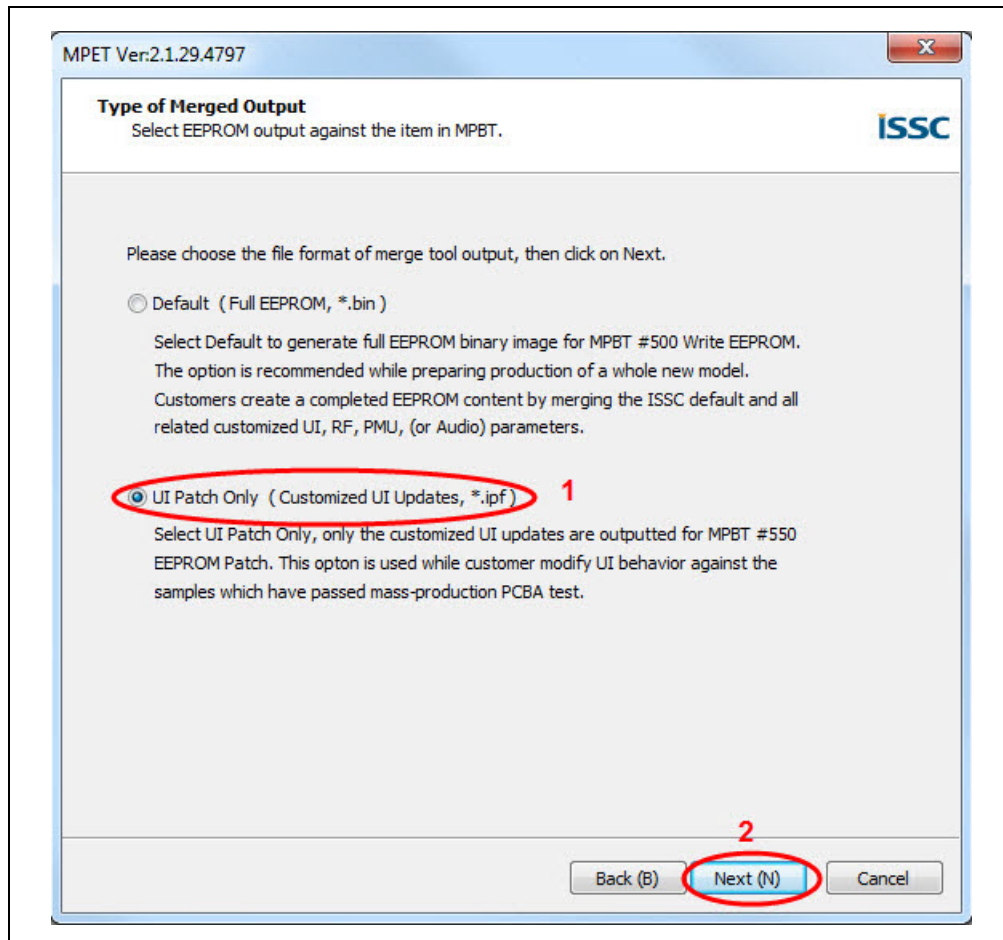 MPET Ver:2.1.29.4797
Type of Merged Output
Select EEPROM output against the item in MPBT.
issc
Please choose the file format of merge tool output, then click on Next.
Default ( Full EEPROM, *.bin )
Select Default to generate full EEPROM binary image for MPBT #500 Write EEPROM.
The option is recommended while preparing production of a whole new model.
Customers create a completed EEPROM content by merging the ISSC default and all
related customized UI, RF, PMU, (or Audio) parameters.
UI Patch Only ( Customized UI Updates, *.ipf ) 1
Select UI Patch Only, only the customized UI updates are outputted for MPBT #550
EEPROM Patch. This opton is used while customer modify UI behavior against the
samples which have passed mass-production PCBA test.
2
Back (B) Next (N) Cancel